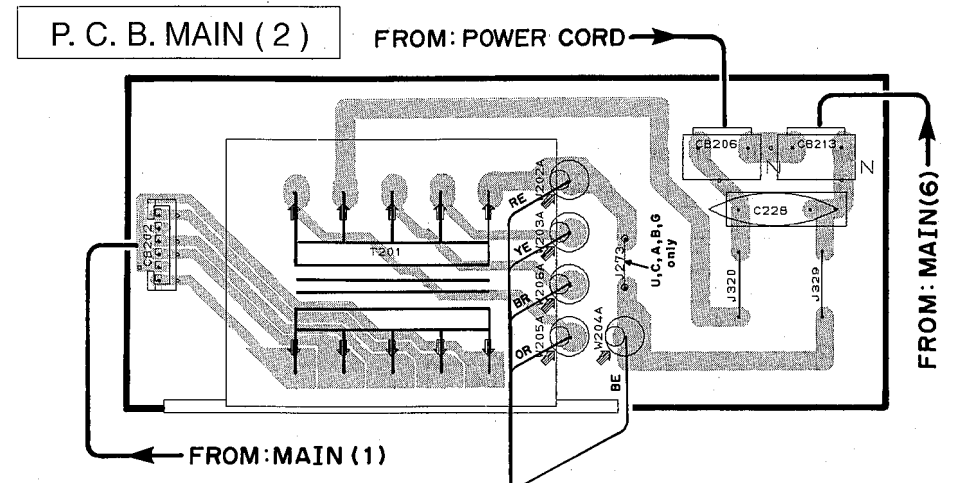 P. C. B. MAIN ( 2 )
FROM: POWER CORD
CB206
CB213
N
N
C228
W202A
RE
W203A
YE
T201
CB202
W206A
BR
J273
U,C,A,B,G
only
W205A
OR
W204A
BE
J320
J329
FROM: MAIN(6)
FROM:MAIN (1)